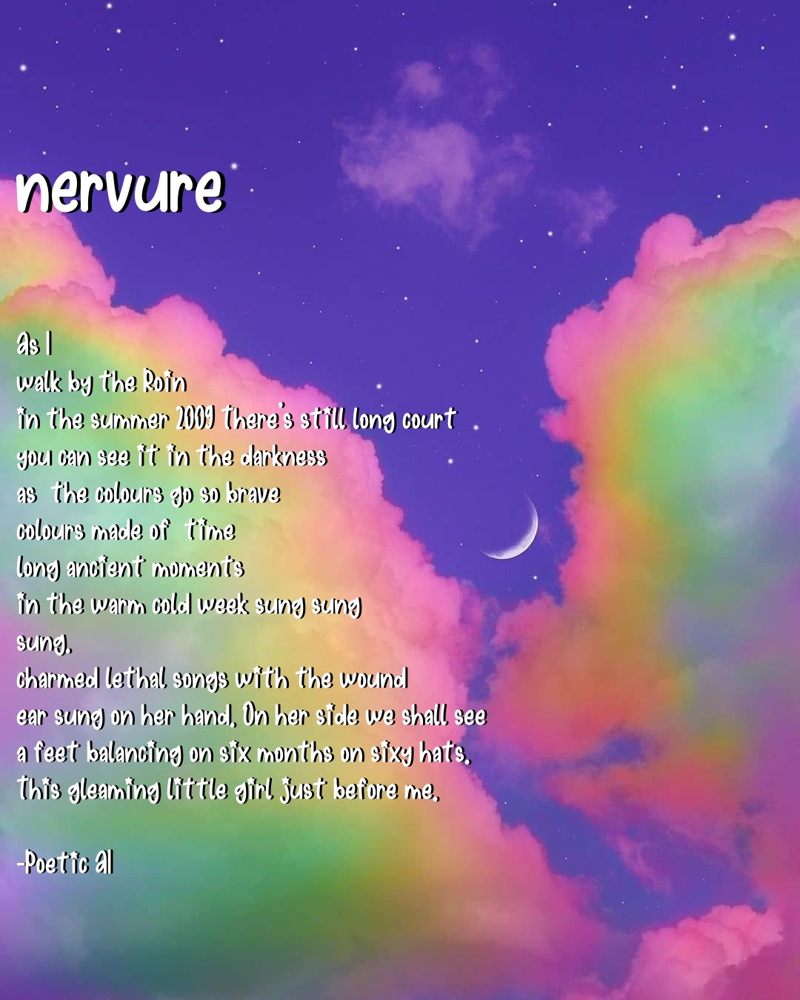 nervure
as I
walk by the Roin
in the summer 2009 there's still long court
you can see it in the darkness
as the colours go so brave
colours made of time
long ancient moments
in the warm cold week sung sung
sung.
charmed lethal songs with the wound
ear sung on her hand. On her side we shall see
a feet balancing on six months on sixy hats.
This gleaming little girl just before me.
-Poetic al